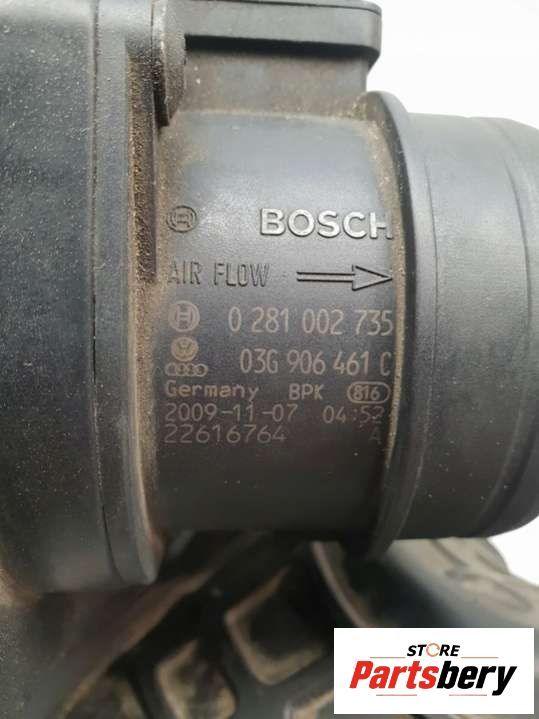 BOSCH
AIR FLOW
0 281 002 735
03G 906 461 C
Germany BPK 816
2009-11-07 04:52
22616764 A
STORE
Partsbery